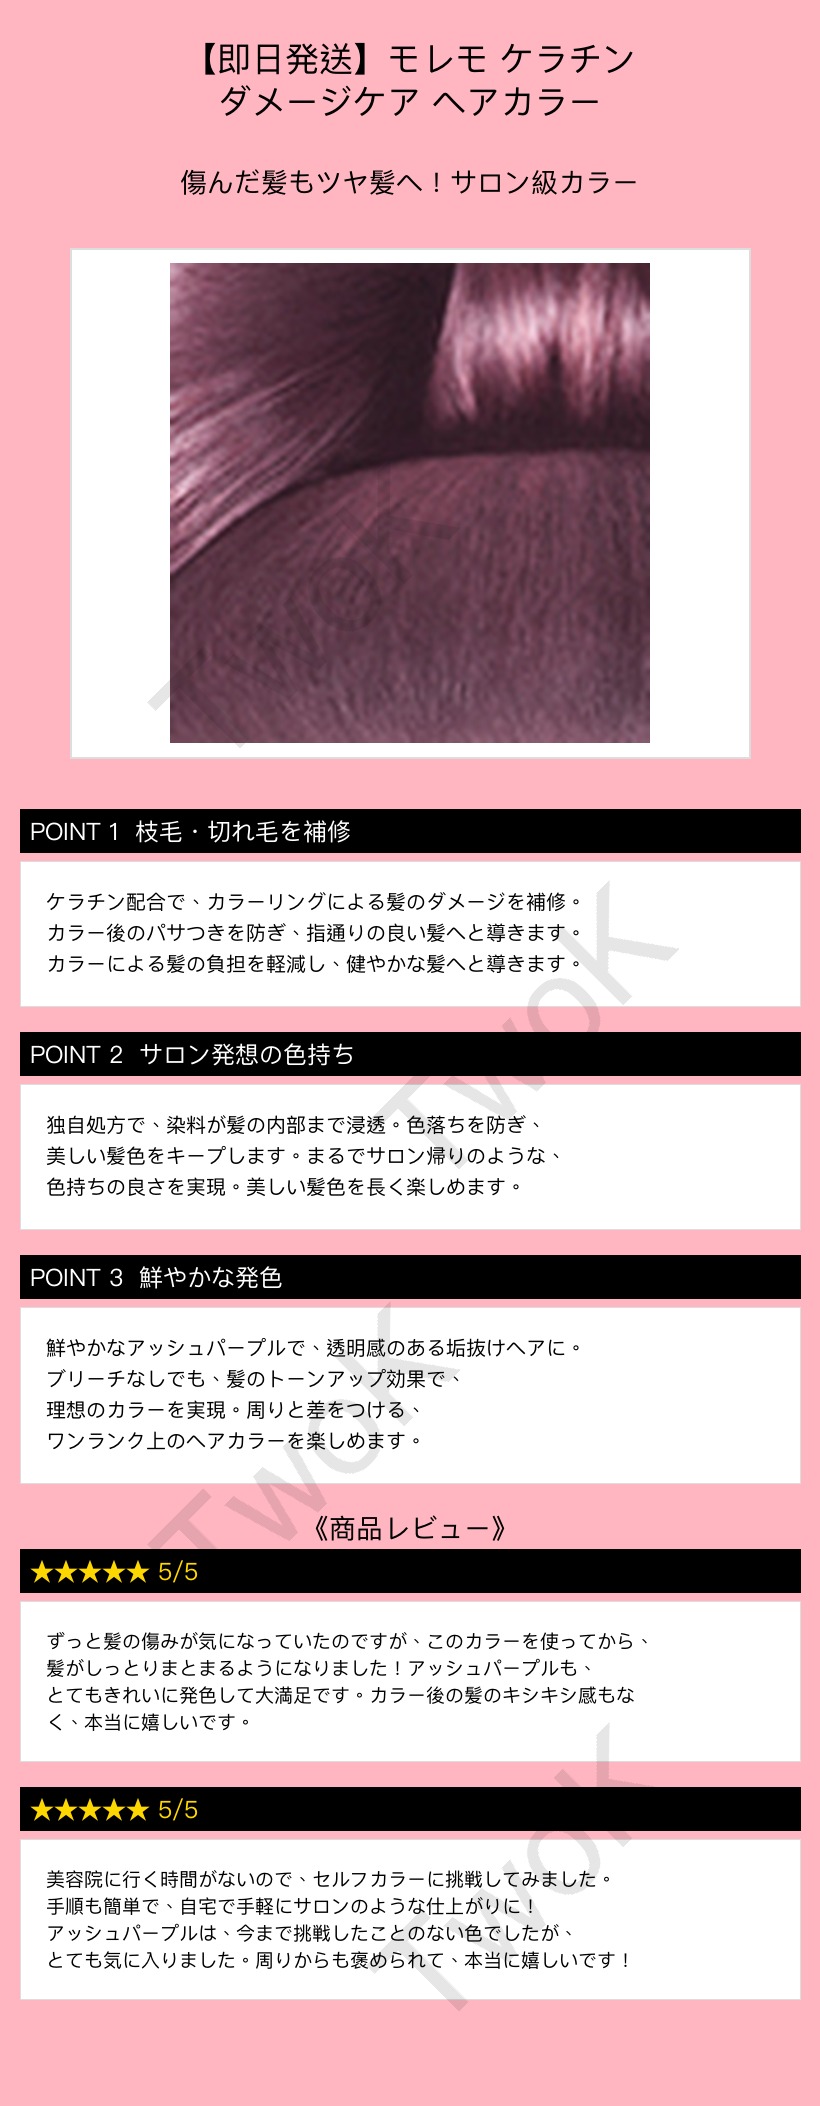 【即日発送】モレモ ケラチン
ダメージケア ヘアカラー
傷んだ髪もツヤ髪へ！サロン級カラー
TwoK
POINT 1 枝毛・切れ毛を補修
ケラチン配合で、カラーリングによる髪のダメージを補修。
カラー後のパサつきを防ぎ、指通りの良い髪へと導きます。
カラーによる髪の負担を軽減し、健やかな髪へと導きます。
TwoK
POINT 2 サロン発想の色持ち
独自処方で、染料が髪の内部まで浸透。色落ちを防ぎ、
美しい髪色をキープします。まるでサロン帰りのような、
色持ちの良さを実現。美しい髪色を長く楽しめます。
POINT 3 鮮やかな発色
鮮やかなアッシュパープルで、透明感のある垢抜けヘアに。
ブリーチなしでも、髪のトーンアップ効果で、
理想のカラーを実現。周りと差をつける、
ワンランク上のヘアカラーを楽しめます。
TwoK
《商品レビュー》
★★★★★ 5/5
ずっと髪の傷みが気になっていたのですが、このカラーを使ってから、
髪がしっとりまとまるようになりました！アッシュパープルも、
とてもきれいに発色して大満足です。カラー後の髪のキシキシ感もな
く、本当に嬉しいです。
★★★★★ 5/5
美容院に行く時間がないので、セルフカラーに挑戦してみました。
手順も簡単で、自宅で手軽にサロンのような仕上がりに！
アッシュパープルは、今まで挑戦したことのない色でしたが、
とても気に入りました。周りからも褒められて、本当に嬉しいです！
TwoK